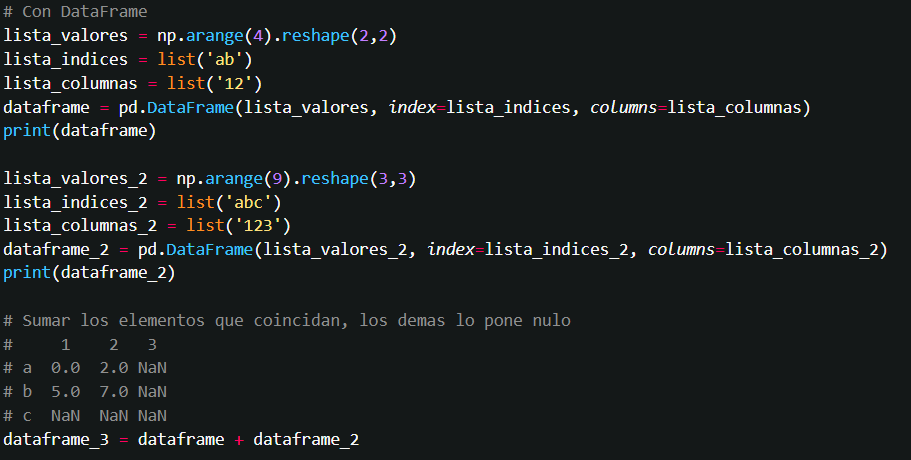 # Con DataFrame
lista_valores = np.arange(4).reshape(2,2)
lista_indices = list('ab')
lista_columnas = list('12')
dataframe = pd.DataFrame(lista_valores, index=lista_indices, columns=lista_columnas)
print(dataframe)
lista_valores_2 = np.arange(9).reshape(3,3)
lista_indices_2 = list('abc')
lista_columnas_2 = list('123')
dataframe_2 = pd.DataFrame(lista_valores_2, index=lista_indices_2, columns=lista_columnas_2)
print(dataframe_2)
# Sumar los elementos que coincidan, los demas lo pone nulo
#     1    2   3
# a  0.0  2.0 NaN
# b  5.0  7.0 NaN
# c  NaN  NaN NaN
dataframe_3 = dataframe + dataframe_2